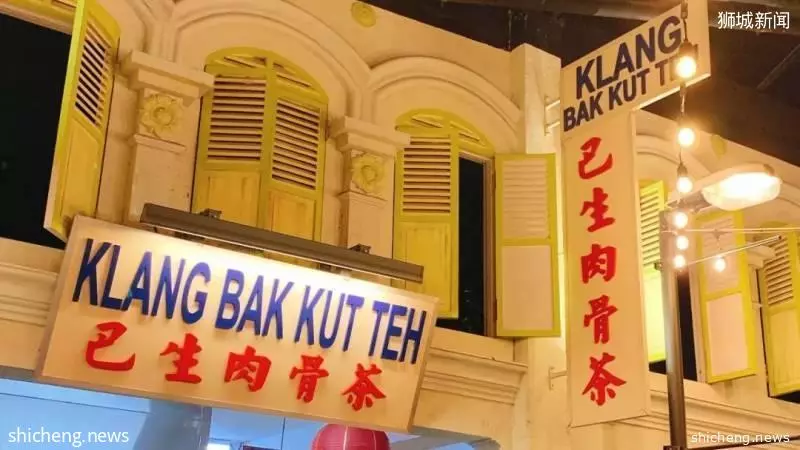 狮城新闻
KLANG
BAK KUT TEH
巴生肉骨茶
KLANG BAK KUT TEH
巴生肉骨茶
shicheng.news
shicheng.news